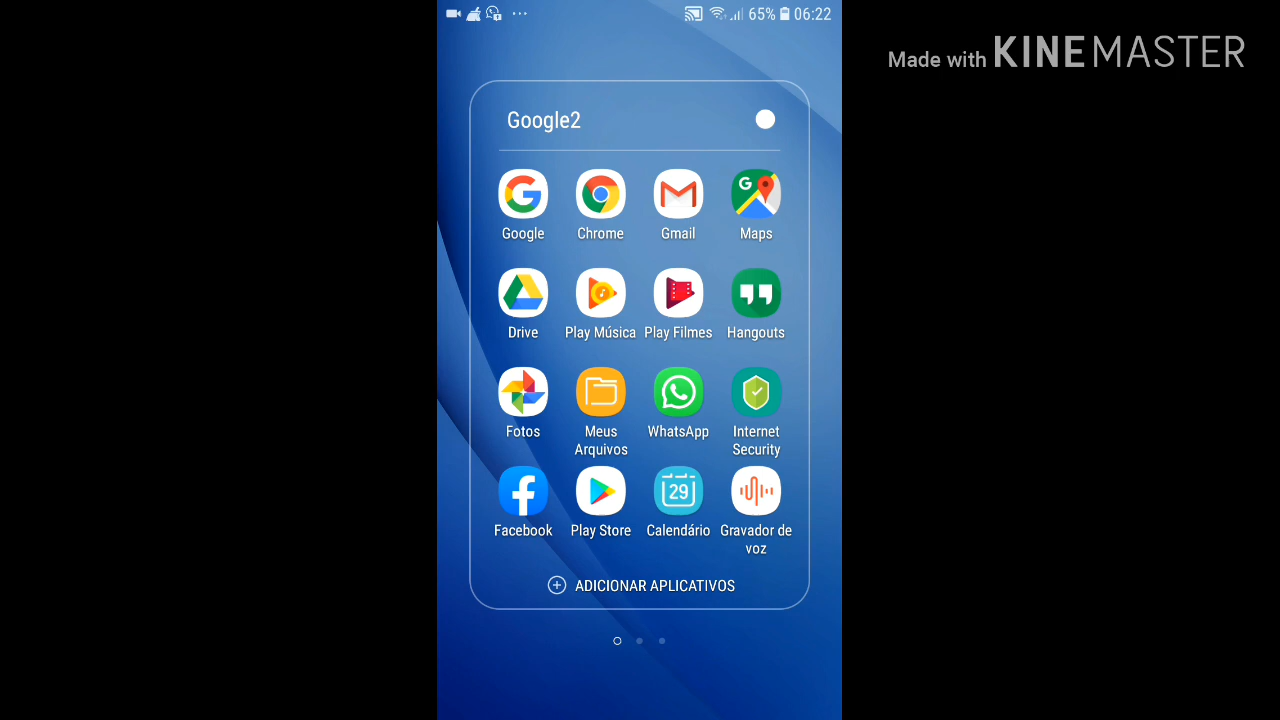 65% 06:22
Made with KINEMASTER
Google2
Google Chrome Gmail Maps
G
Drive Play Música Play Filmes Hangouts
Fotos Meus Arquivos WhatsApp Internet Security
29
Facebook Play Store Calendário Gravador de voz
ADICIONAR APLICATIVOS